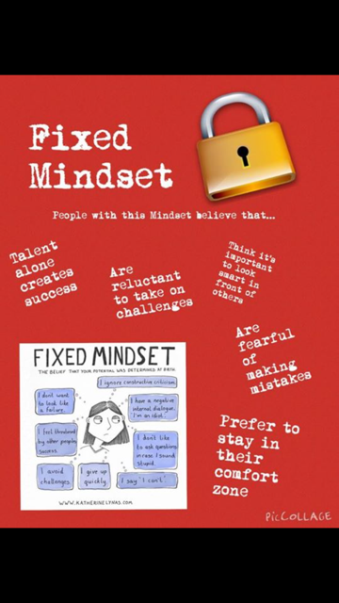 Fixed
Mindset
People with this Mindset believe that...
Talent
alone
creates
success
Are
reluctant
to take on
challenges
Think it's
important
to look
smart in
front of
others
Are
fearful
of
making
mistakes
Prefer to
stay in
their
comfort
zone
FIXED MINDSET
THE BELIEF THAT YOUR POTENTIAL WAS DETERMINED AT BIRTH
I ignore constructive criticism
I don't want
to look like
a failure.
I have a negative
internal dialogue.
I'm an idiot.
I feel threatened
by other peoples
success
I don't like
to ask questions
in case I sound
stupid.
I avoid
challenges
I give up
quickly
I say 'I can't'
PICCOLLAGE